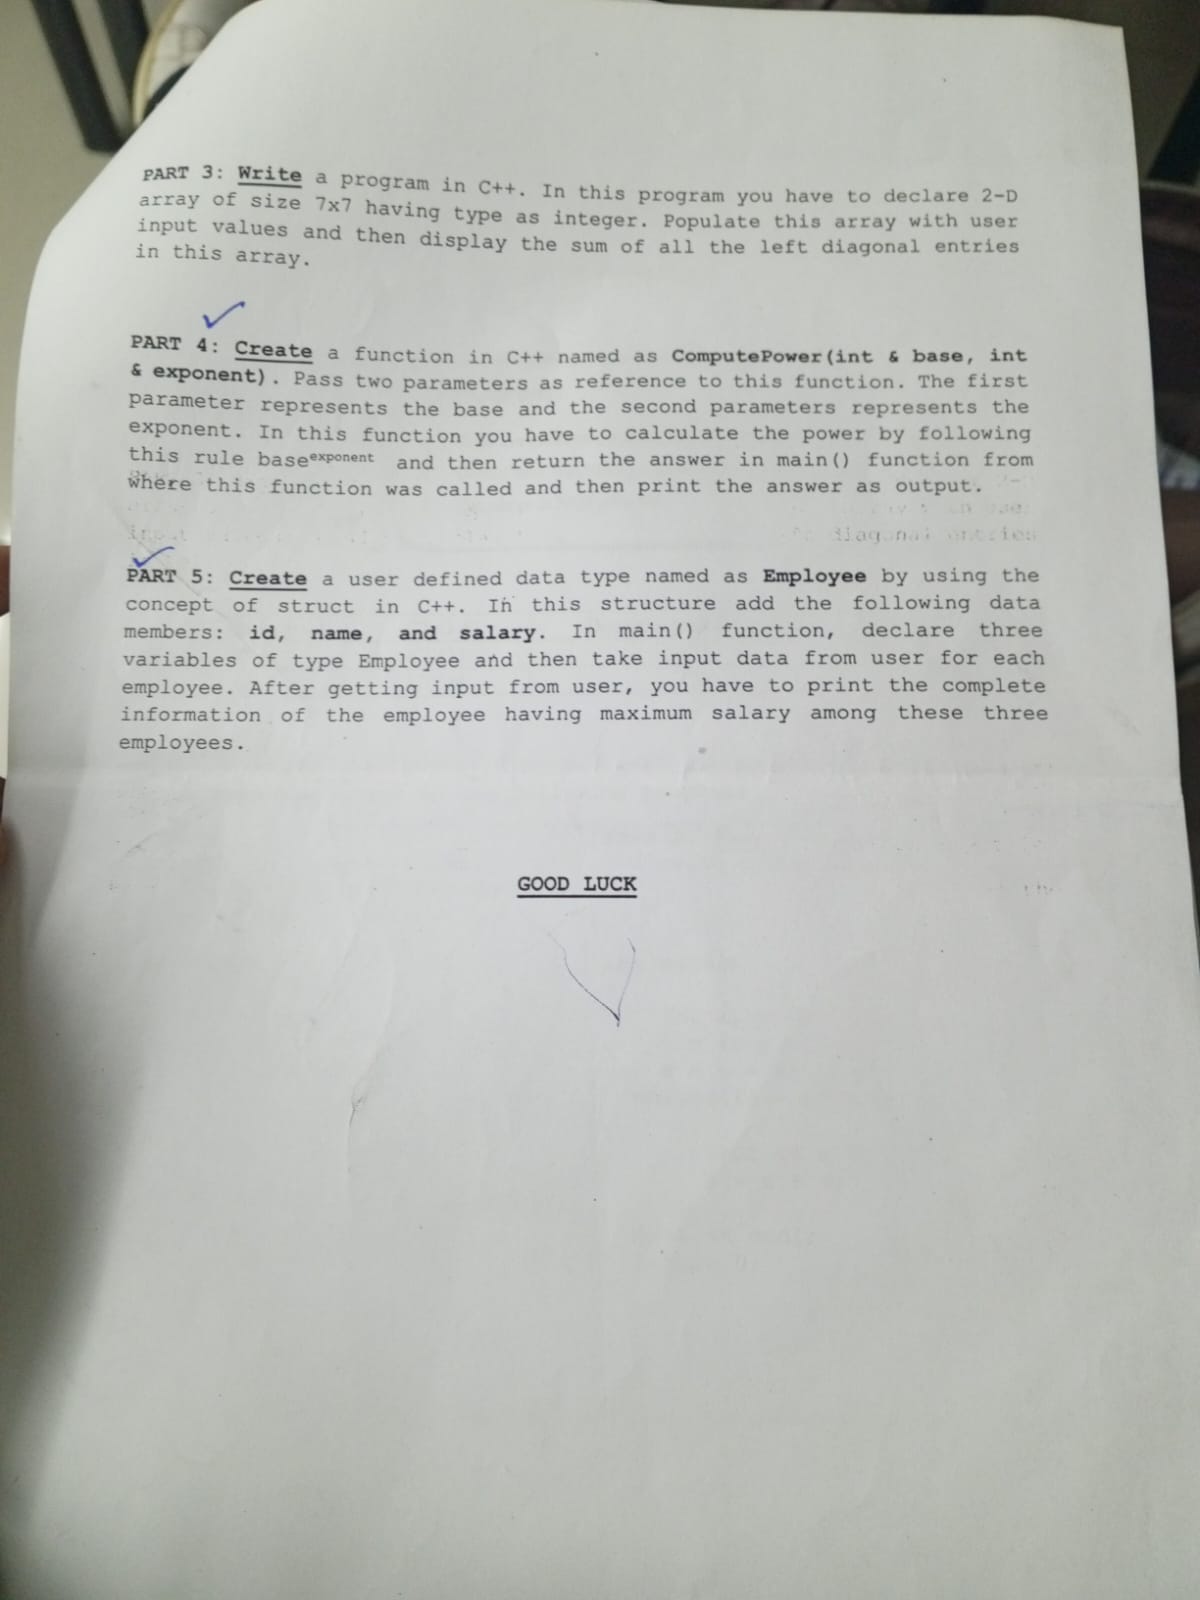 PART 3: Write a program in C++. In this program you have to declare 2-D
array of size 7x7 having type as integer. Populate this array with user
input values and then display the sum of all the left diagonal entries
in this array.
PART 4: Create a function in C++ named as ComputePower(int & base, int
& exponent). Pass two parameters as reference to this function. The first
parameter represents the base and the second parameters represents the
exponent. In this function you have to calculate the power by following
this rule base^exponent and then return the answer in main() function from
where this function was called and then print the answer as output.
diagonal entries
PART 5: Create a user defined data type named as Employee by using the
concept of struct in C++. In this structure add the following data
members: id, name, and salary. In main() function, declare three
variables of type Employee and then take input data from user for each
employee. After getting input from user, you have to print the complete
information of the employee having maximum salary among these three
employees.
GOOD LUCK